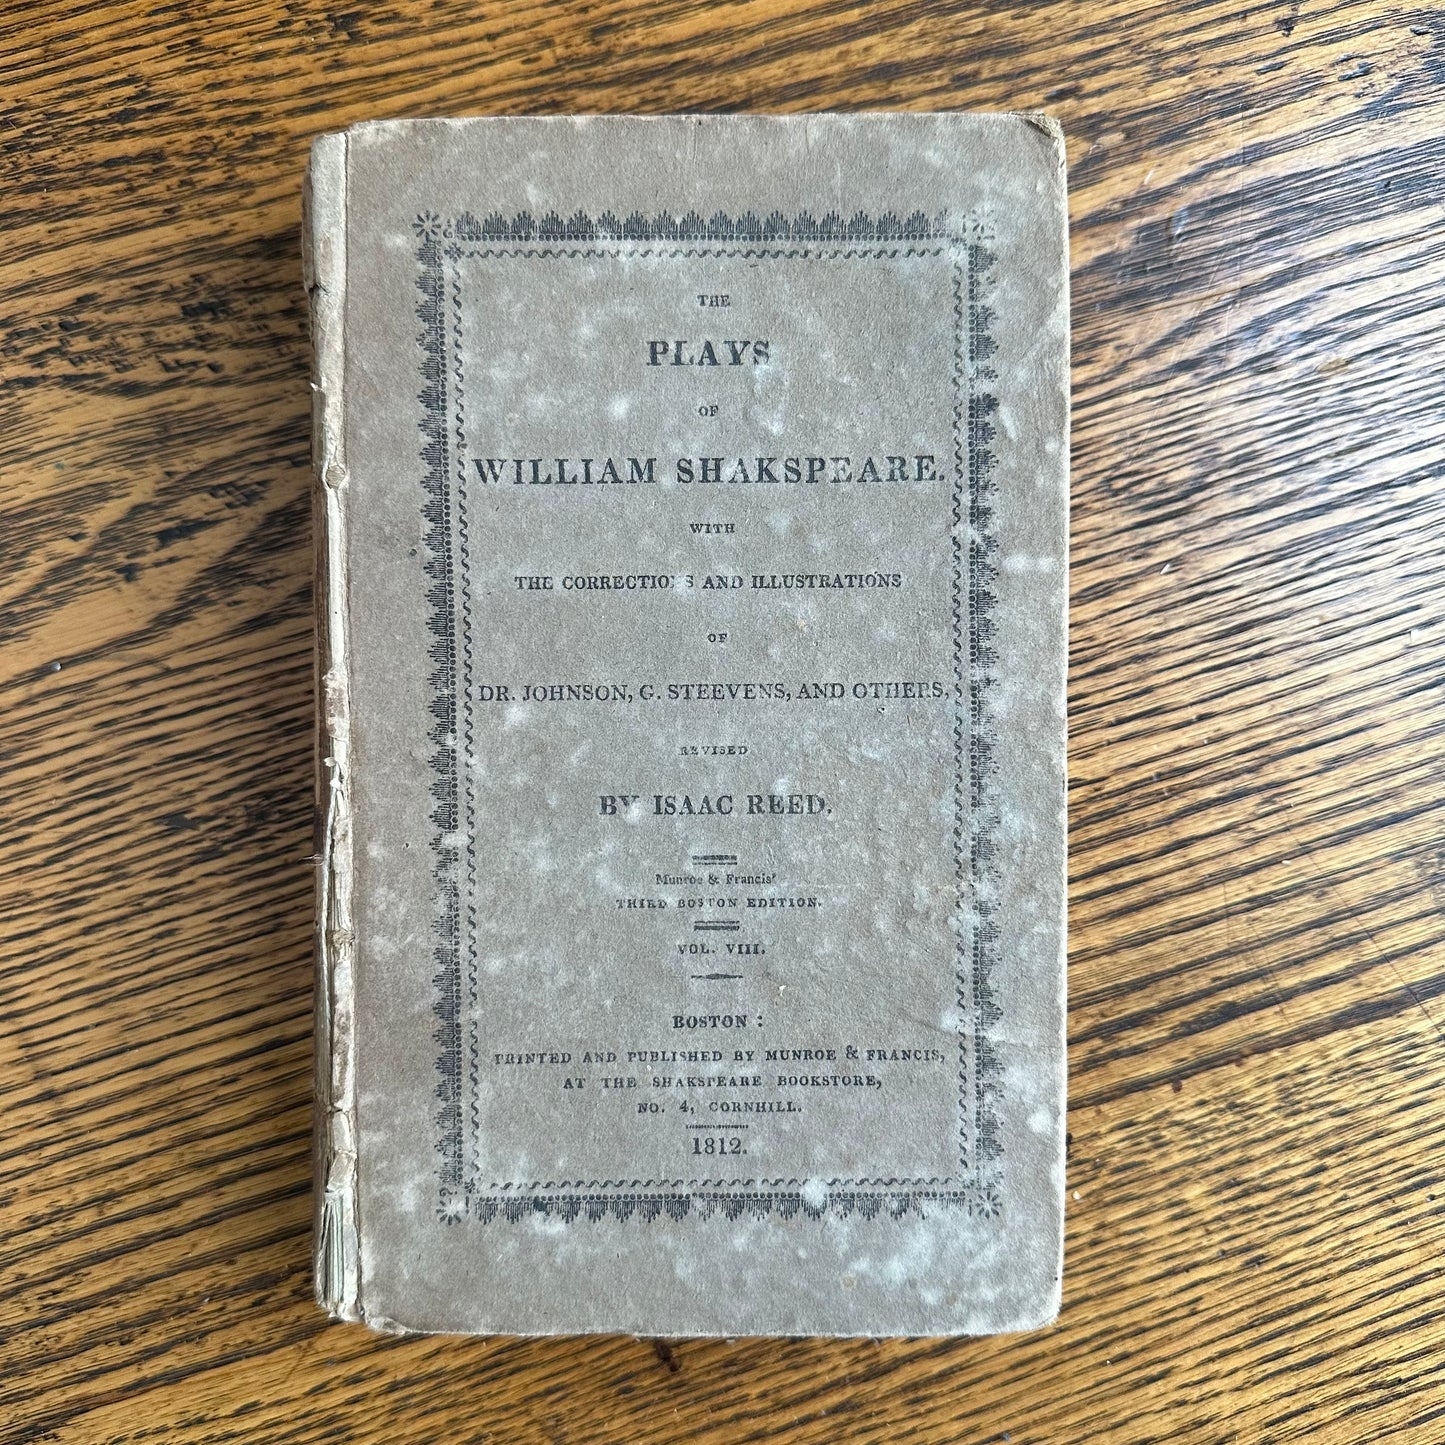 THE
PLAYS
OF
WILLIAM SHAKSPEARE.
WITH
THE CORRECTIONS AND ILLUSTRATIONS
OF
DR. JOHNSON, G. STEEVENS, AND OTHERS,
REVISED
BY ISAAC REED.
Munroe & Francis'
THIRD BOSTON EDITION.
VOL. VIII.
BOSTON:
PRINTED AND PUBLISHED BY MUNROE & FRANCIS,
AT THE SHAKSPEARE BOOKSTORE,
NO. 4, CORNHILL.
1812.